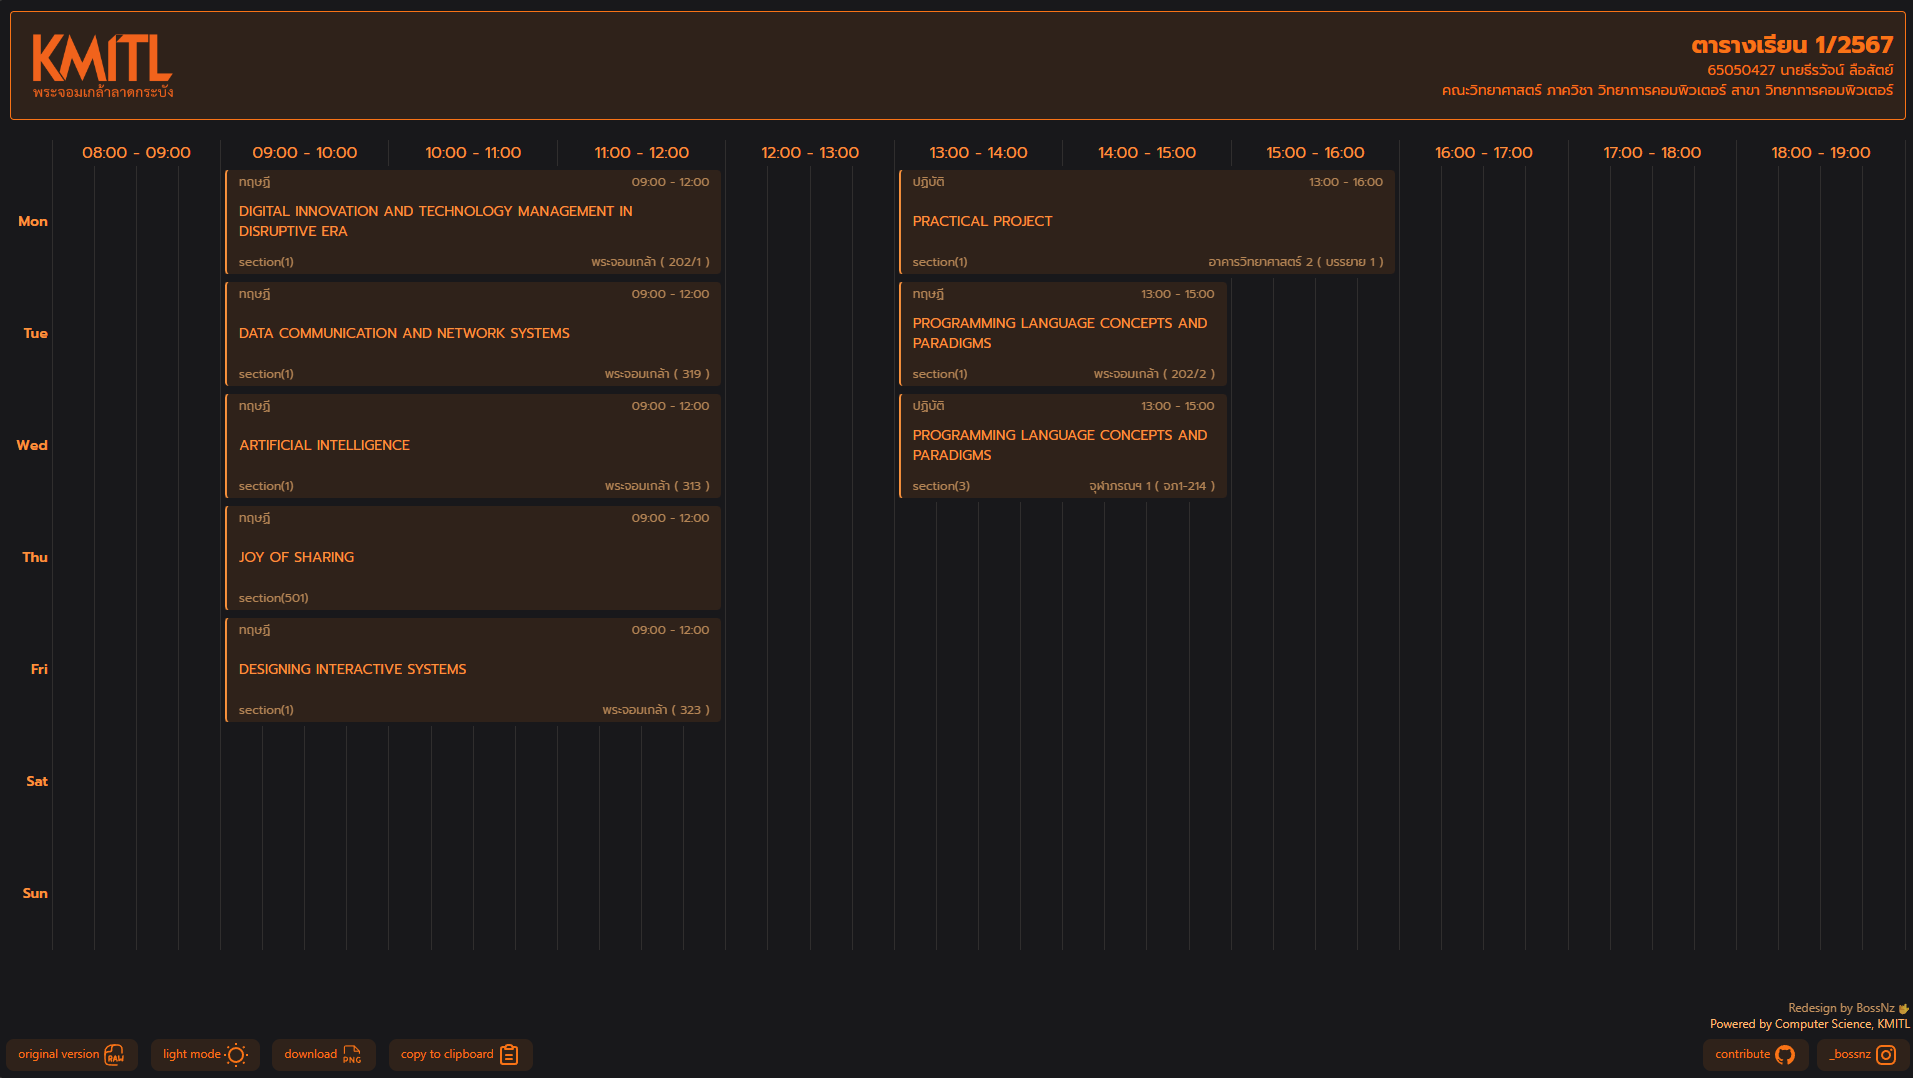 KMITL
พระจอมเกล้าลาดกระบัง
ตารางเรียน 1/2567
65050427 นายธีรวัจน์ ลือสัตย์
คณะวิทยาศาสตร์ ภาควิชา วิทยาการคอมพิวเตอร์ สาขา วิทยาการคอมพิวเตอร์
08:00 - 09:00 09:00 - 10:00 10:00 - 11:00 11:00 - 12:00 12:00 - 13:00 13:00 - 14:00 14:00 - 15:00 15:00 - 16:00 16:00 - 17:00 17:00 - 18:00 18:00 - 19:00
Mon
ทฤษฎี 09:00 - 12:00
DIGITAL INNOVATION AND TECHNOLOGY MANAGEMENT IN
DISRUPTIVE ERA
section(1) พระจอมเกล้า ( 202/1 )
ปฏิบัติ 13:00 - 16:00
PRACTICAL PROJECT
section(1) อาคารวิทยาศาสตร์ 2 ( บรรยาย 1 )
Tue
ทฤษฎี 09:00 - 12:00
DATA COMMUNICATION AND NETWORK SYSTEMS
section(1) พระจอมเกล้า ( 319 )
ทฤษฎี 13:00 - 15:00
PROGRAMMING LANGUAGE CONCEPTS AND
PARADIGMS
section(1) พระจอมเกล้า ( 202/2 )
Wed
ทฤษฎี 09:00 - 12:00
ARTIFICIAL INTELLIGENCE
section(1) พระจอมเกล้า ( 313 )
ปฏิบัติ 13:00 - 15:00
PROGRAMMING LANGUAGE CONCEPTS AND
PARADIGMS
section(3) จุฬาภรณฯ 1 ( จภ1-214 )
Thu
ทฤษฎี 09:00 - 12:00
JOY OF SHARING
section(501)
Fri
ทฤษฎี 09:00 - 12:00
DESIGNING INTERACTIVE SYSTEMS
section(1) พระจอมเกล้า ( 323 )
Sat
Sun
Redesign by BossNz
Powered by Computer Science, KMITL
original version RAW light mode download PNG copy to clipboard contribute _bossnz